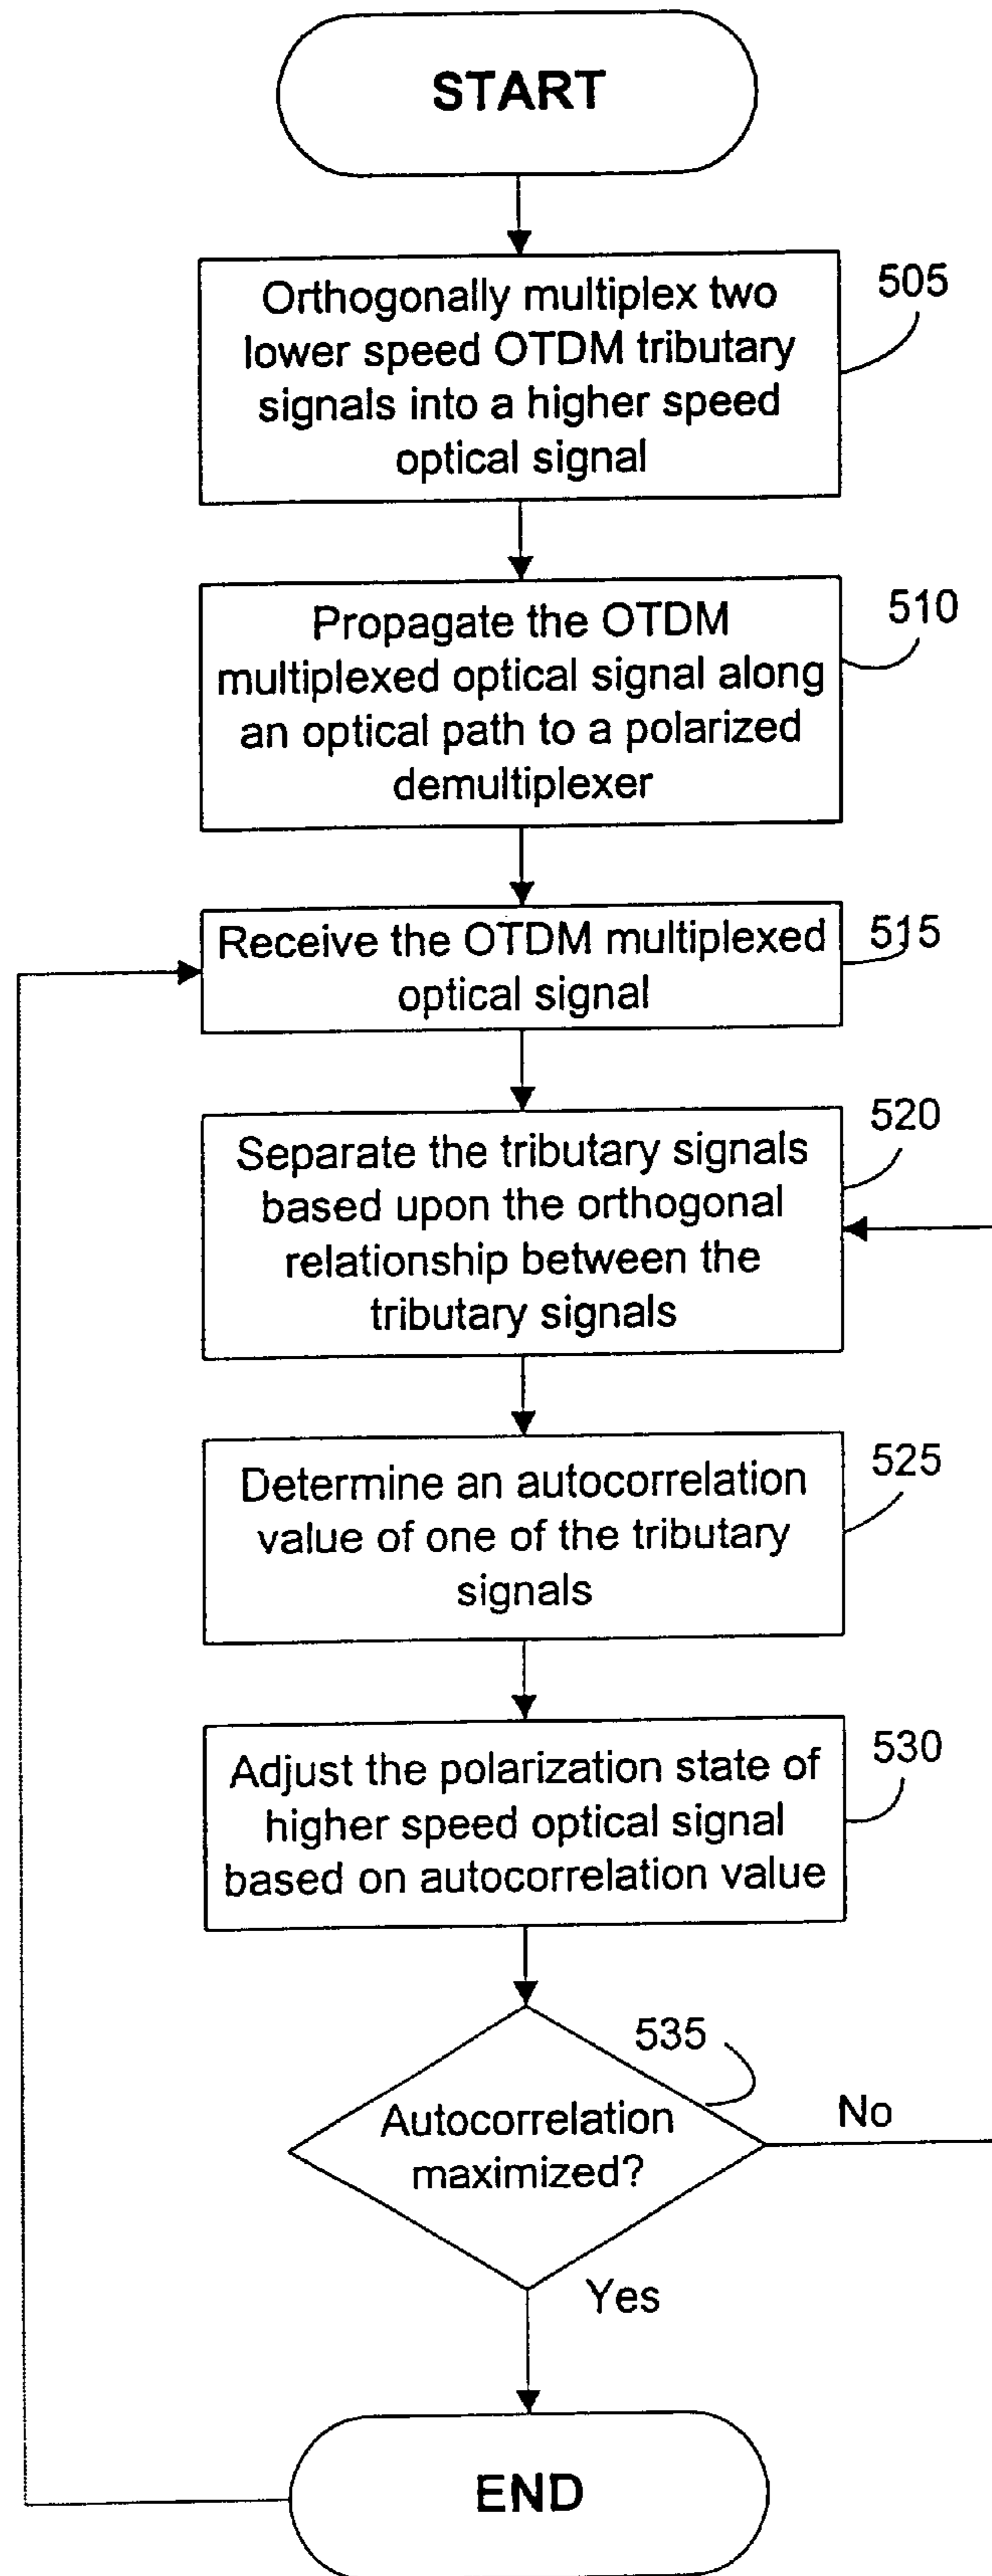 START
Orthogonally multiplex two
lower speed OTDM tributary
signals into a higher speed
optical signal
505
Propagate the OTDM
multiplexed optical signal along
an optical path to a polarized
demultiplexer
510
Receive the OTDM multiplexed
optical signal
515
Separate the tributary signals
based upon the orthogonal
relationship between the
tributary signals
520
Determine an autocorrelation
value of one of the tributary
signals
525
Adjust the polarization state of
higher speed optical signal
based on autocorrelation value
530
535
Autocorrelation
maximized?
No
Yes
END